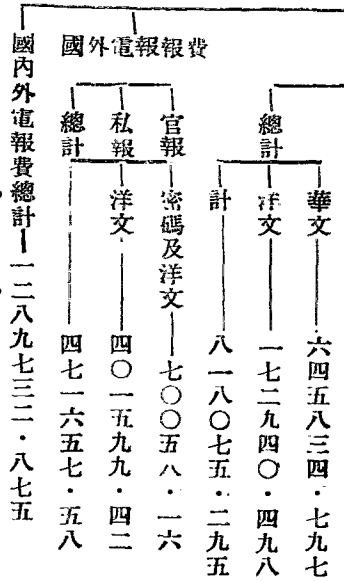 華文 六四五八三四・七九七
總計 洋文 一七二九四〇・四九八
計 八一八〇七五・二九五
國外電報報費
官報 密碼及洋文 七〇〇五八・一六
私報 洋文 四〇一五九九・四二
總計 四七一六五七・五八
國內外電報費總計 一二八九七三二・八七五